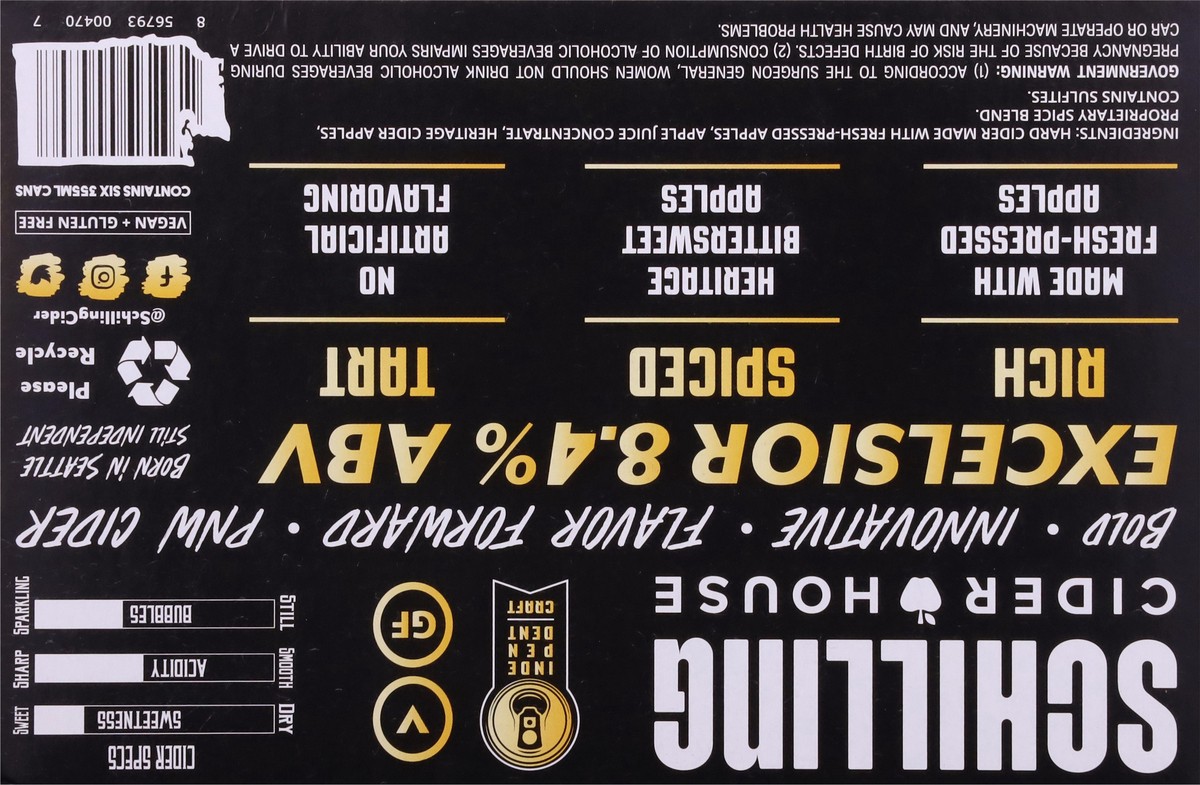 SCHILLING
CIDER HOUSE
INDE
PEN
DENT
CRAFT
V
GF
CIDER SPECS
DRY SWEETNESS SWEET
SMOOTH ACIDITY SHARP
STILL BUBBLES SPARKLING
BOLD • INNOVATIVE • FLAVOR FORWARD • PNW CIDER
EXCELSIOR 8.4% ABV
RICH
MADE WITH
FRESH-PRESSED
APPLES
SPICED
HERITAGE
BITTERSWEET
APPLES
TART
NO
ARTIFICIAL
FLAVORING
INGREDIENTS: HARD CIDER MADE WITH FRESH-PRESSED APPLES, APPLE JUICE CONCENTRATE, HERITAGE CIDER APPLES,
PROPRIETARY SPICE BLEND.
CONTAINS SULFITES.
GOVERNMENT WARNING: (1) ACCORDING TO THE SURGEON GENERAL, WOMEN SHOULD NOT DRINK ALCOHOLIC BEVERAGES DURING
PREGNANCY BECAUSE OF THE RISK OF BIRTH DEFECTS. (2) CONSUMPTION OF ALCOHOLIC BEVERAGES IMPAIRS YOUR ABILITY TO DRIVE A
CAR OR OPERATE MACHINERY, AND MAY CAUSE HEALTH PROBLEMS.
BORN IN SEATTLE
STILL INDEPENDENT
Please
Recycle
@SchillingCider
VEGAN + GLUTEN FREE
CONTAINS SIX 355ML CANS
8 56793 00470 7